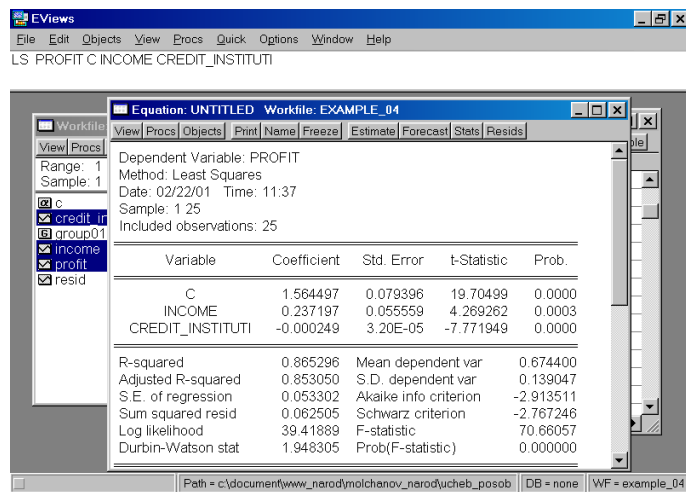 EViews
File Edit Objects View Procs Quick Options Window Help
LS PROFIT C INCOME CREDIT_INSTITUTI
Workfile
View Procs
Range: 1
Sample: 1
c
credit_in
group01
income
profit
resid
Equation: UNTITLED Workfile: EXAMPLE_04
View Procs Objects Print Name Freeze Estimate Forecast Stats Resids
Dependent Variable: PROFIT
Method: Least Squares
Date: 02/22/01 Time: 11:37
Sample: 1 25
Included observations: 25
Variable Coefficient Std. Error t-Statistic Prob.
C 1.564497 0.079396 19.70499 0.0000
INCOME 0.237197 0.055559 4.269262 0.0003
CREDIT_INSTITUTI -0.000249 3.20E-05 -7.771949 0.0000
R-squared 0.865296 Mean dependent var 0.674400
Adjusted R-squared 0.853050 S.D. dependent var 0.139047
S.E. of regression 0.053302 Akaike info criterion -2.913511
Sum squared resid 0.062505 Schwarz criterion -2.767246
Log likelihood 39.41889 F-statistic 70.66057
Durbin-Watson stat 1.948305 Prob(F-statistic) 0.000000
Path = c:\document\www_narod\molchanov_narod\ucheb_posob DB = none WF = example_04